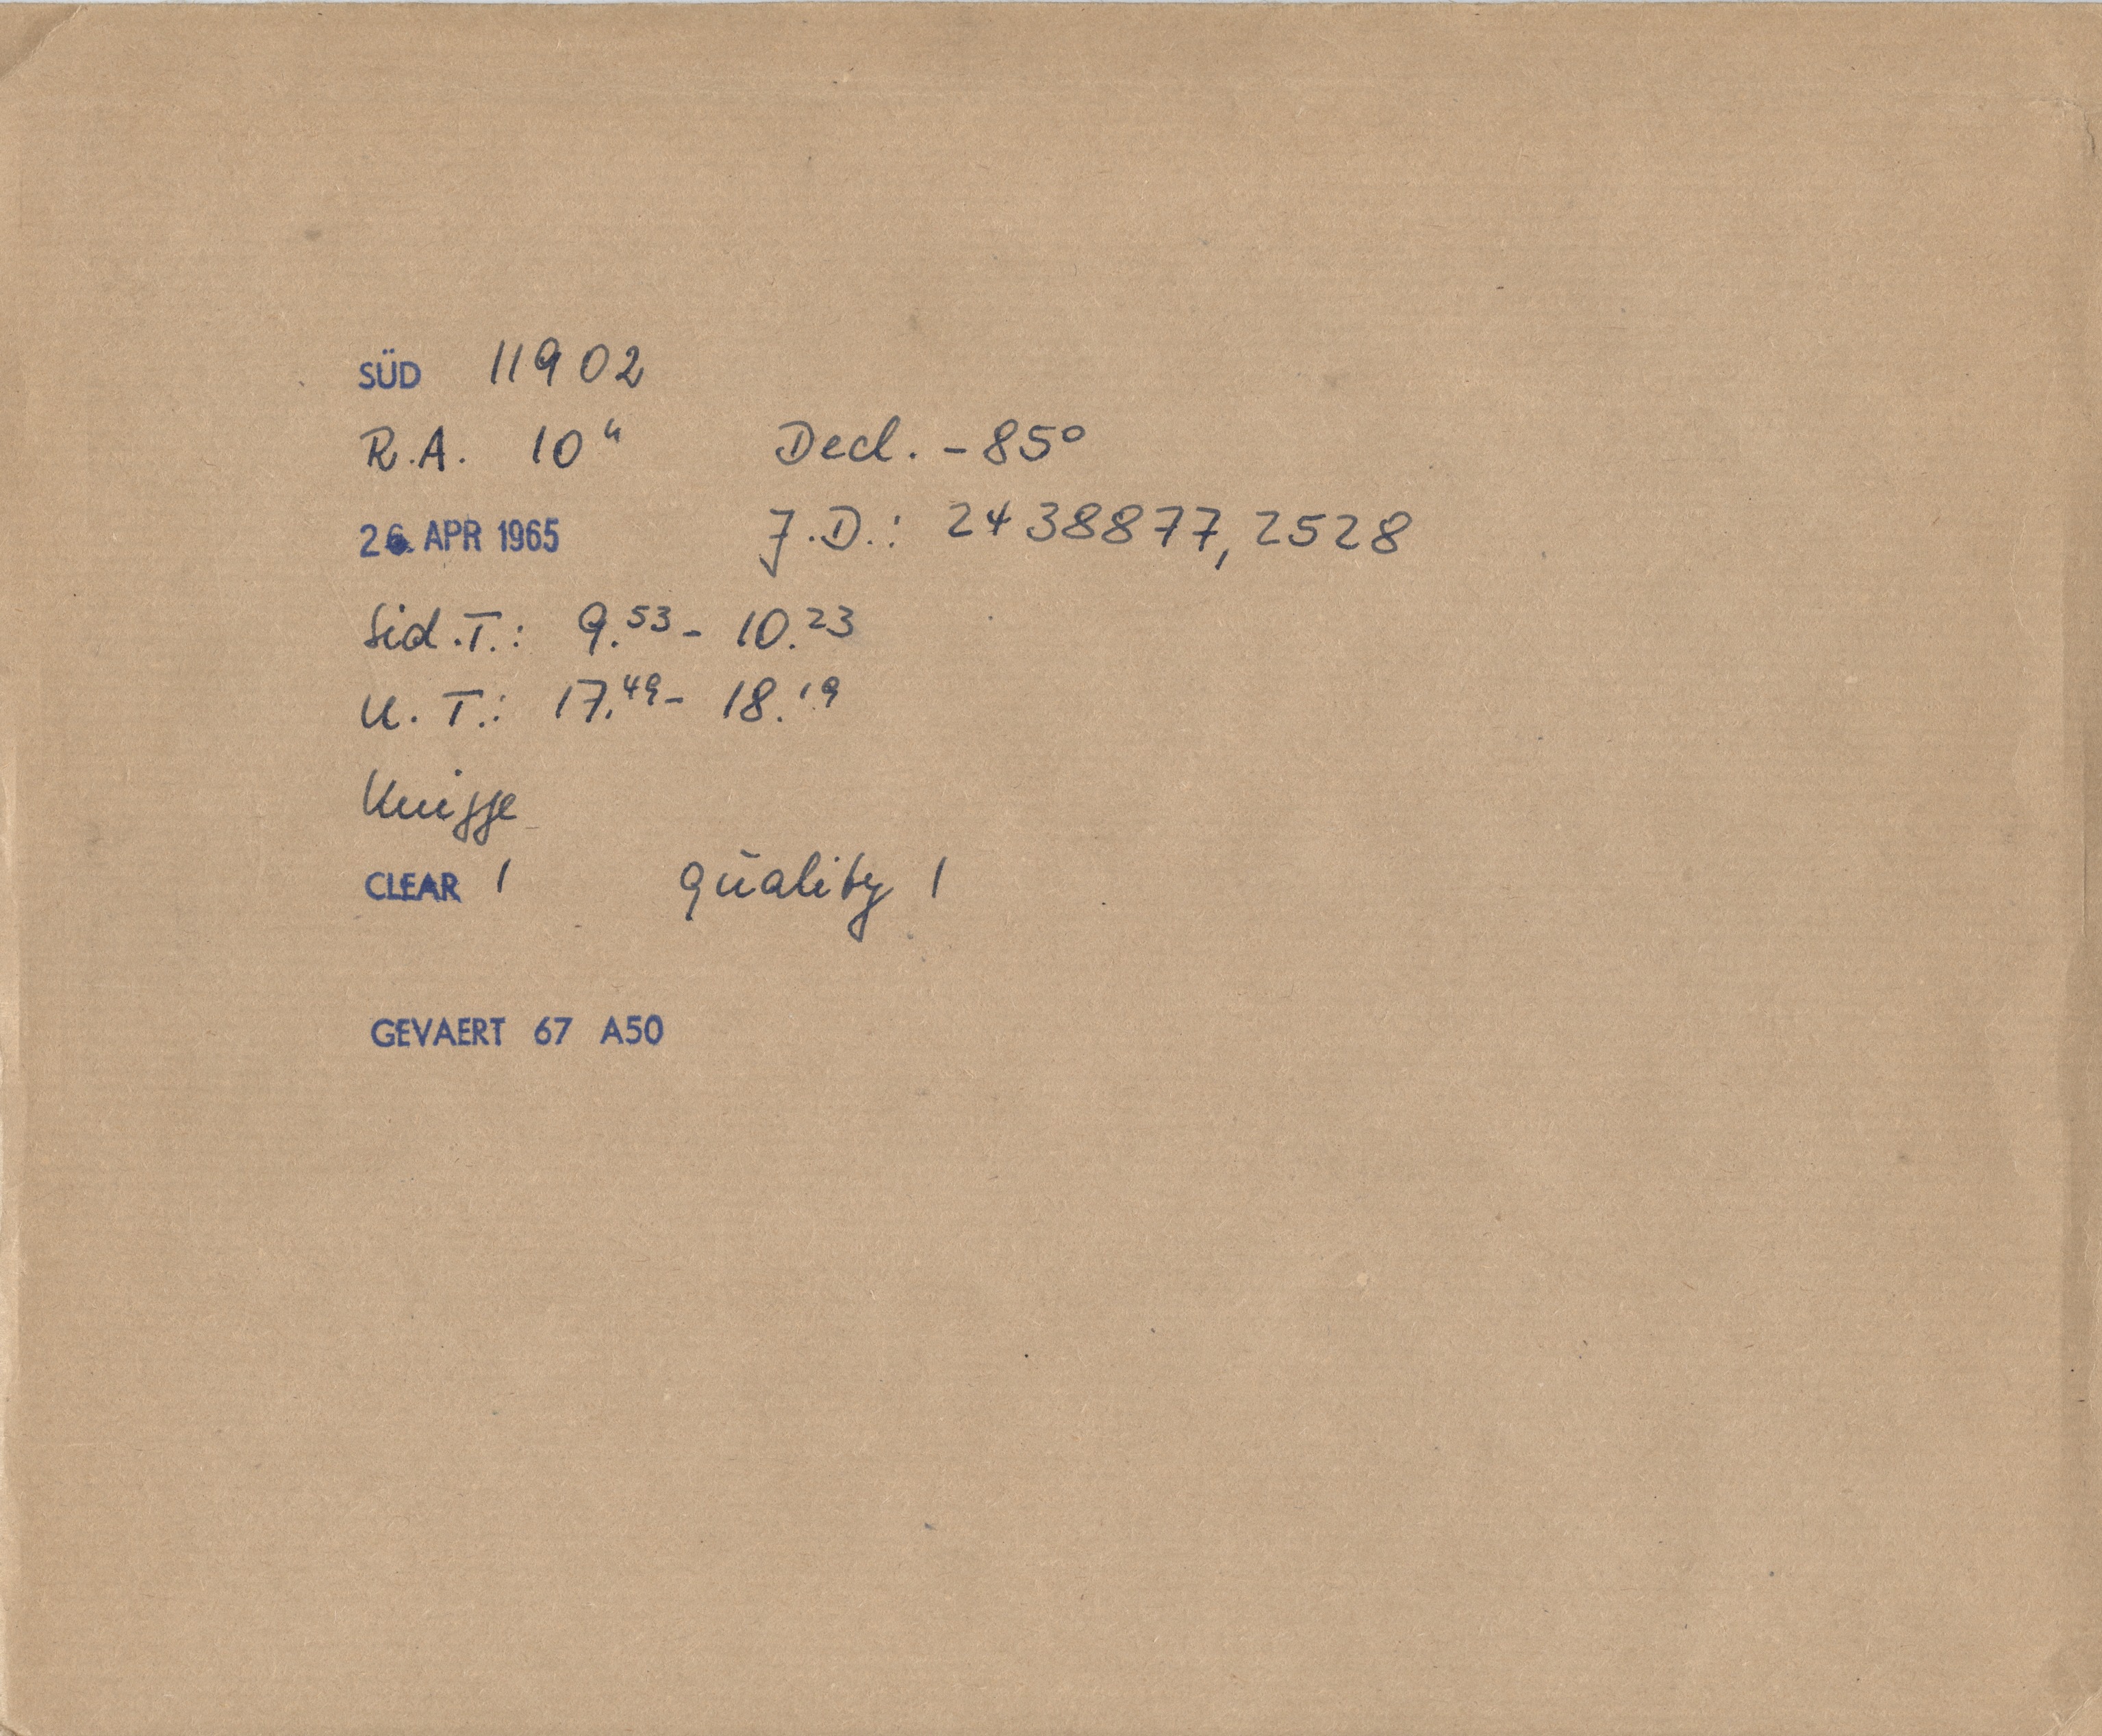 SÜD 11902
R.A. 10ʰ Decl. -85°
26. APR 1965 J.D.: 2438877,2528
Sid.T.: 9.⁵³ - 10.²³
U.T.: 17.⁴⁹ - 18.¹⁹
Knigge
CLEAR 1 Quality 1
GEVAERT 67 A50